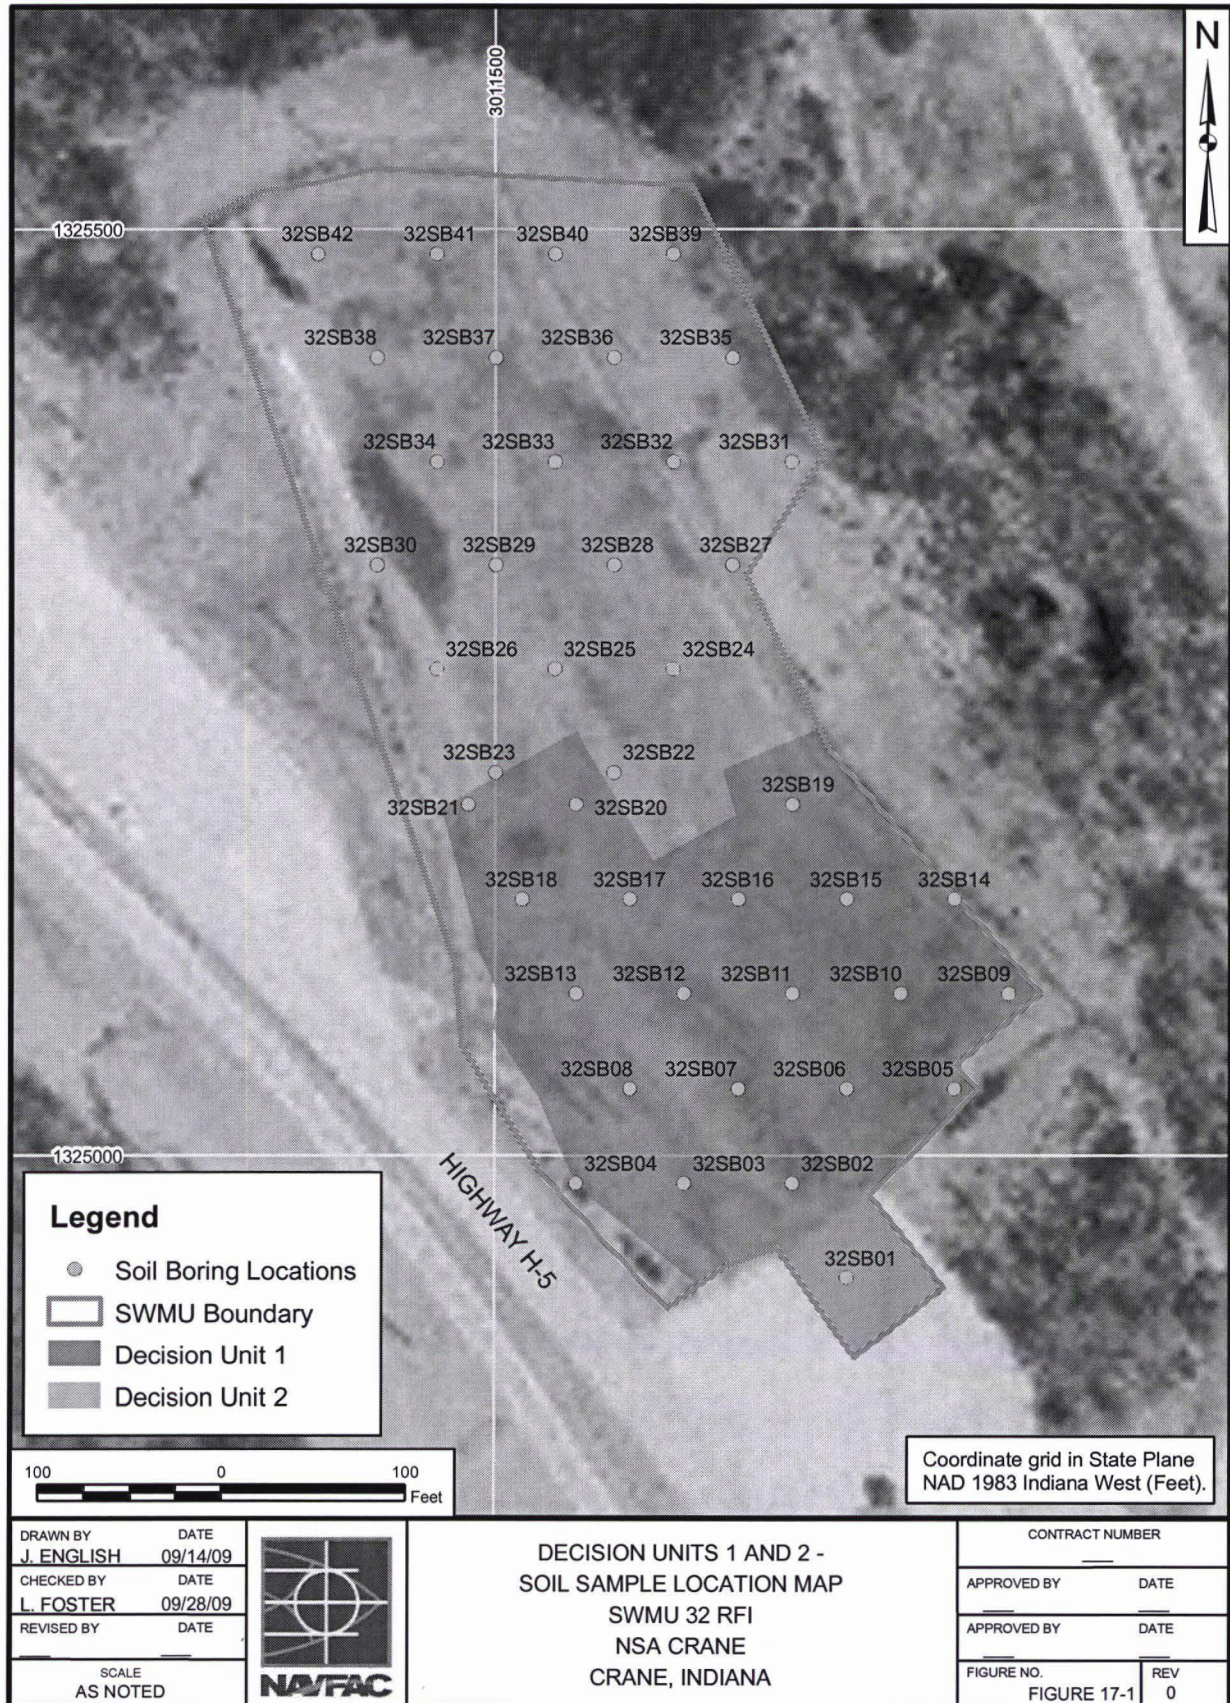 N
3011500
1325500
32SB42 32SB41 32SB40 32SB39
32SB38 32SB37 32SB36 32SB35
32SB34 32SB33 32SB32 32SB31
32SB30 32SB29 32SB28 32SB27
32SB26 32SB25 32SB24
32SB23 32SB22
32SB21 32SB20 32SB19
32SB18 32SB17 32SB16 32SB15 32SB14
32SB13 32SB12 32SB11 32SB10 32SB09
32SB08 32SB07 32SB06 32SB05
1325000
32SB04 32SB03 32SB02
HIGHWAY H-5
32SB01
Legend
Soil Boring Locations
SWMU Boundary
Decision Unit 1
Decision Unit 2
100 0 100
Feet
Coordinate grid in State Plane
NAD 1983 Indiana West (Feet).
DRAWN BY DATE
J. ENGLISH 09/14/09
CHECKED BY DATE
L. FOSTER 09/28/09
REVISED BY DATE
SCALE
AS NOTED
NAVFAC
DECISION UNITS 1 AND 2 -
SOIL SAMPLE LOCATION MAP
SWMU 32 RFI
NSA CRANE
CRANE, INDIANA
CONTRACT NUMBER
APPROVED BY DATE
APPROVED BY DATE
FIGURE NO. REV
FIGURE 17-1 0